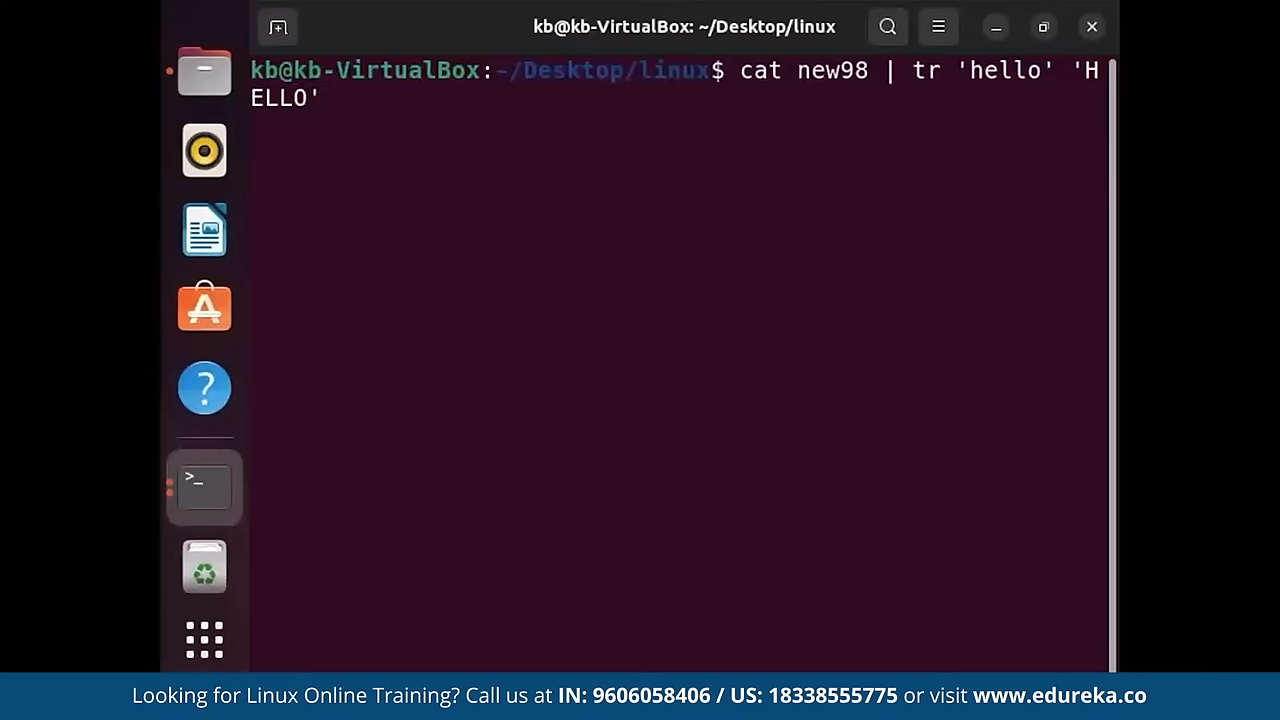 kb@kb-VirtualBox: ~/Desktop/linux
kb@kb-VirtualBox:~/Desktop/linux$ cat new98 | tr 'hello' 'H
ELLO'
Looking for Linux Online Training? Call us at IN: 9606058406 / US: 18338555775 or visit www.edureka.co